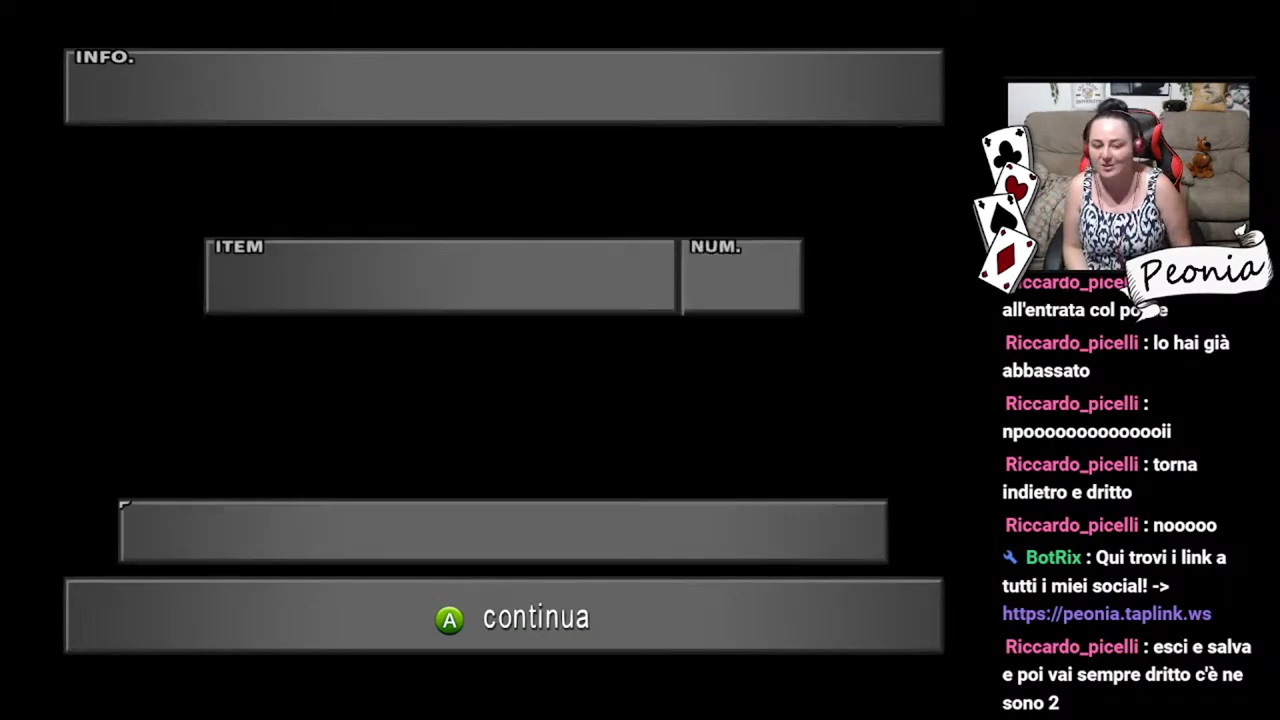 INFO.
ITEM
NUM.
A continua
Peonia
all'entrata col
Riccardo_picelli : lo hai già
abbassato
Riccardo_picelli :
npoooooooooooooii
Riccardo_picelli : torna
indietro e dritto
Riccardo_picelli : nooooo
BotRix : Qui trovi i link a
tutti i miei social! ->
https://peonia.taplink.ws
Riccardo_picelli : esci e salva
e poi vai sempre dritto c'è ne
sono 2